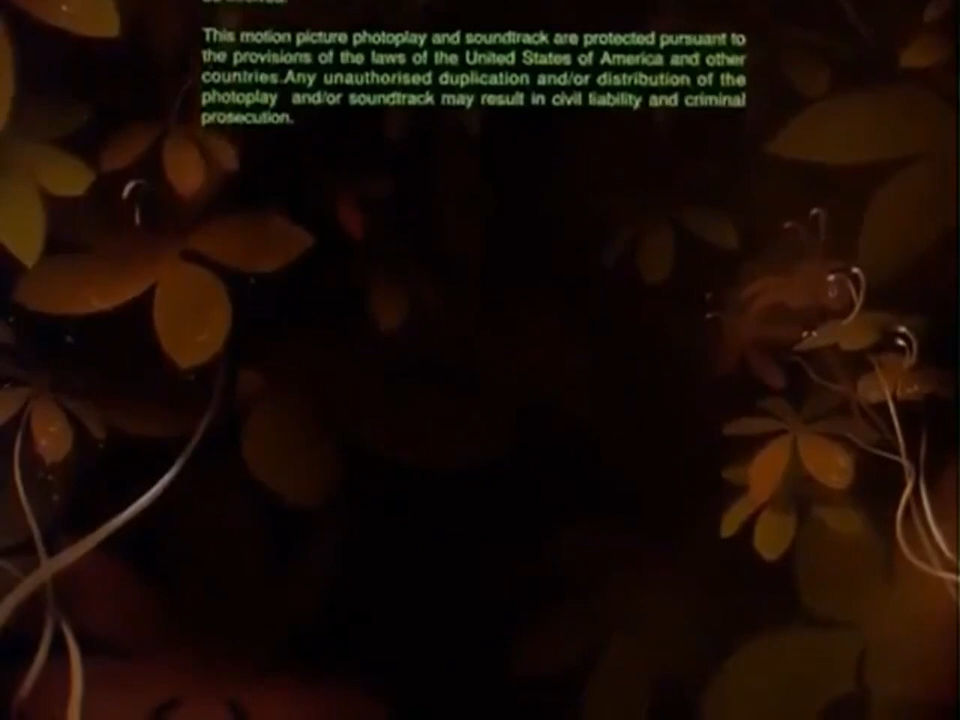 This motion picture photoplay and soundtrack are protected pursuant to
the provisions of the laws of the United States of America and other
countries.Any unauthorised duplication and/or distribution of the
photoplay and/or soundtrack may result in civil liability and criminal
prosecution.